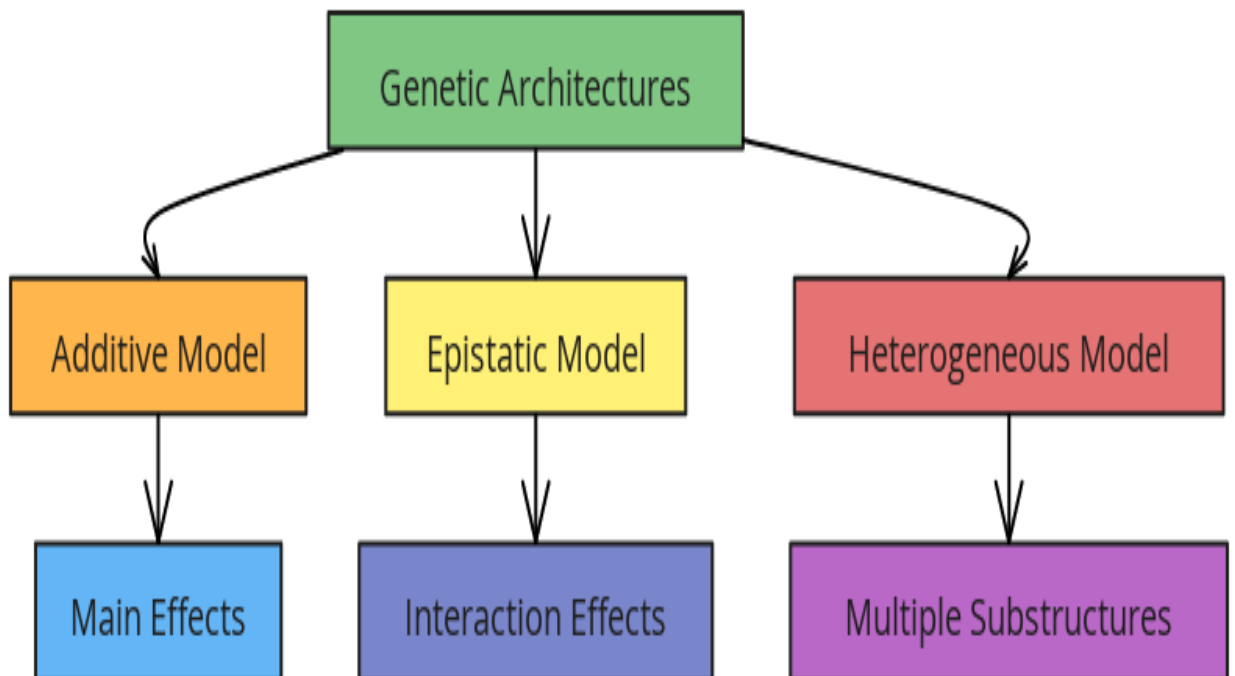 Genetic Architectures
Additive Model
Epistatic Model
Heterogeneous Model
Main Effects
Interaction Effects
Multiple Substructures